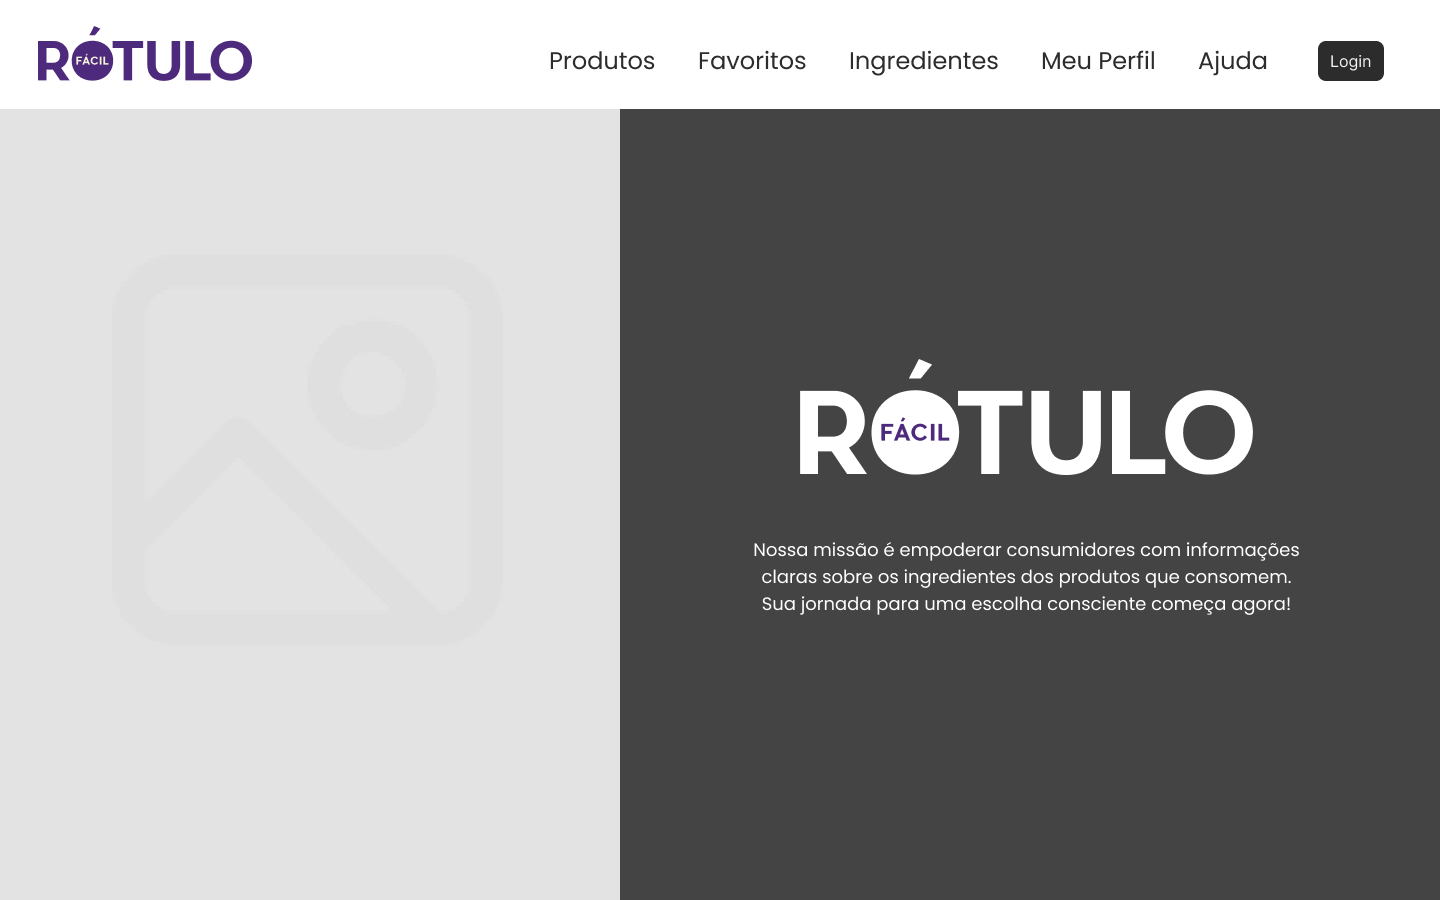 RÓTULO
FÁCIL
Produtos Favoritos Ingredientes Meu Perfil Ajuda Login
RÓTULO
FÁCIL
Nossa missão é empoderar consumidores com informações
claras sobre os ingredientes dos produtos que consomem.
Sua jornada para uma escolha consciente começa agora!